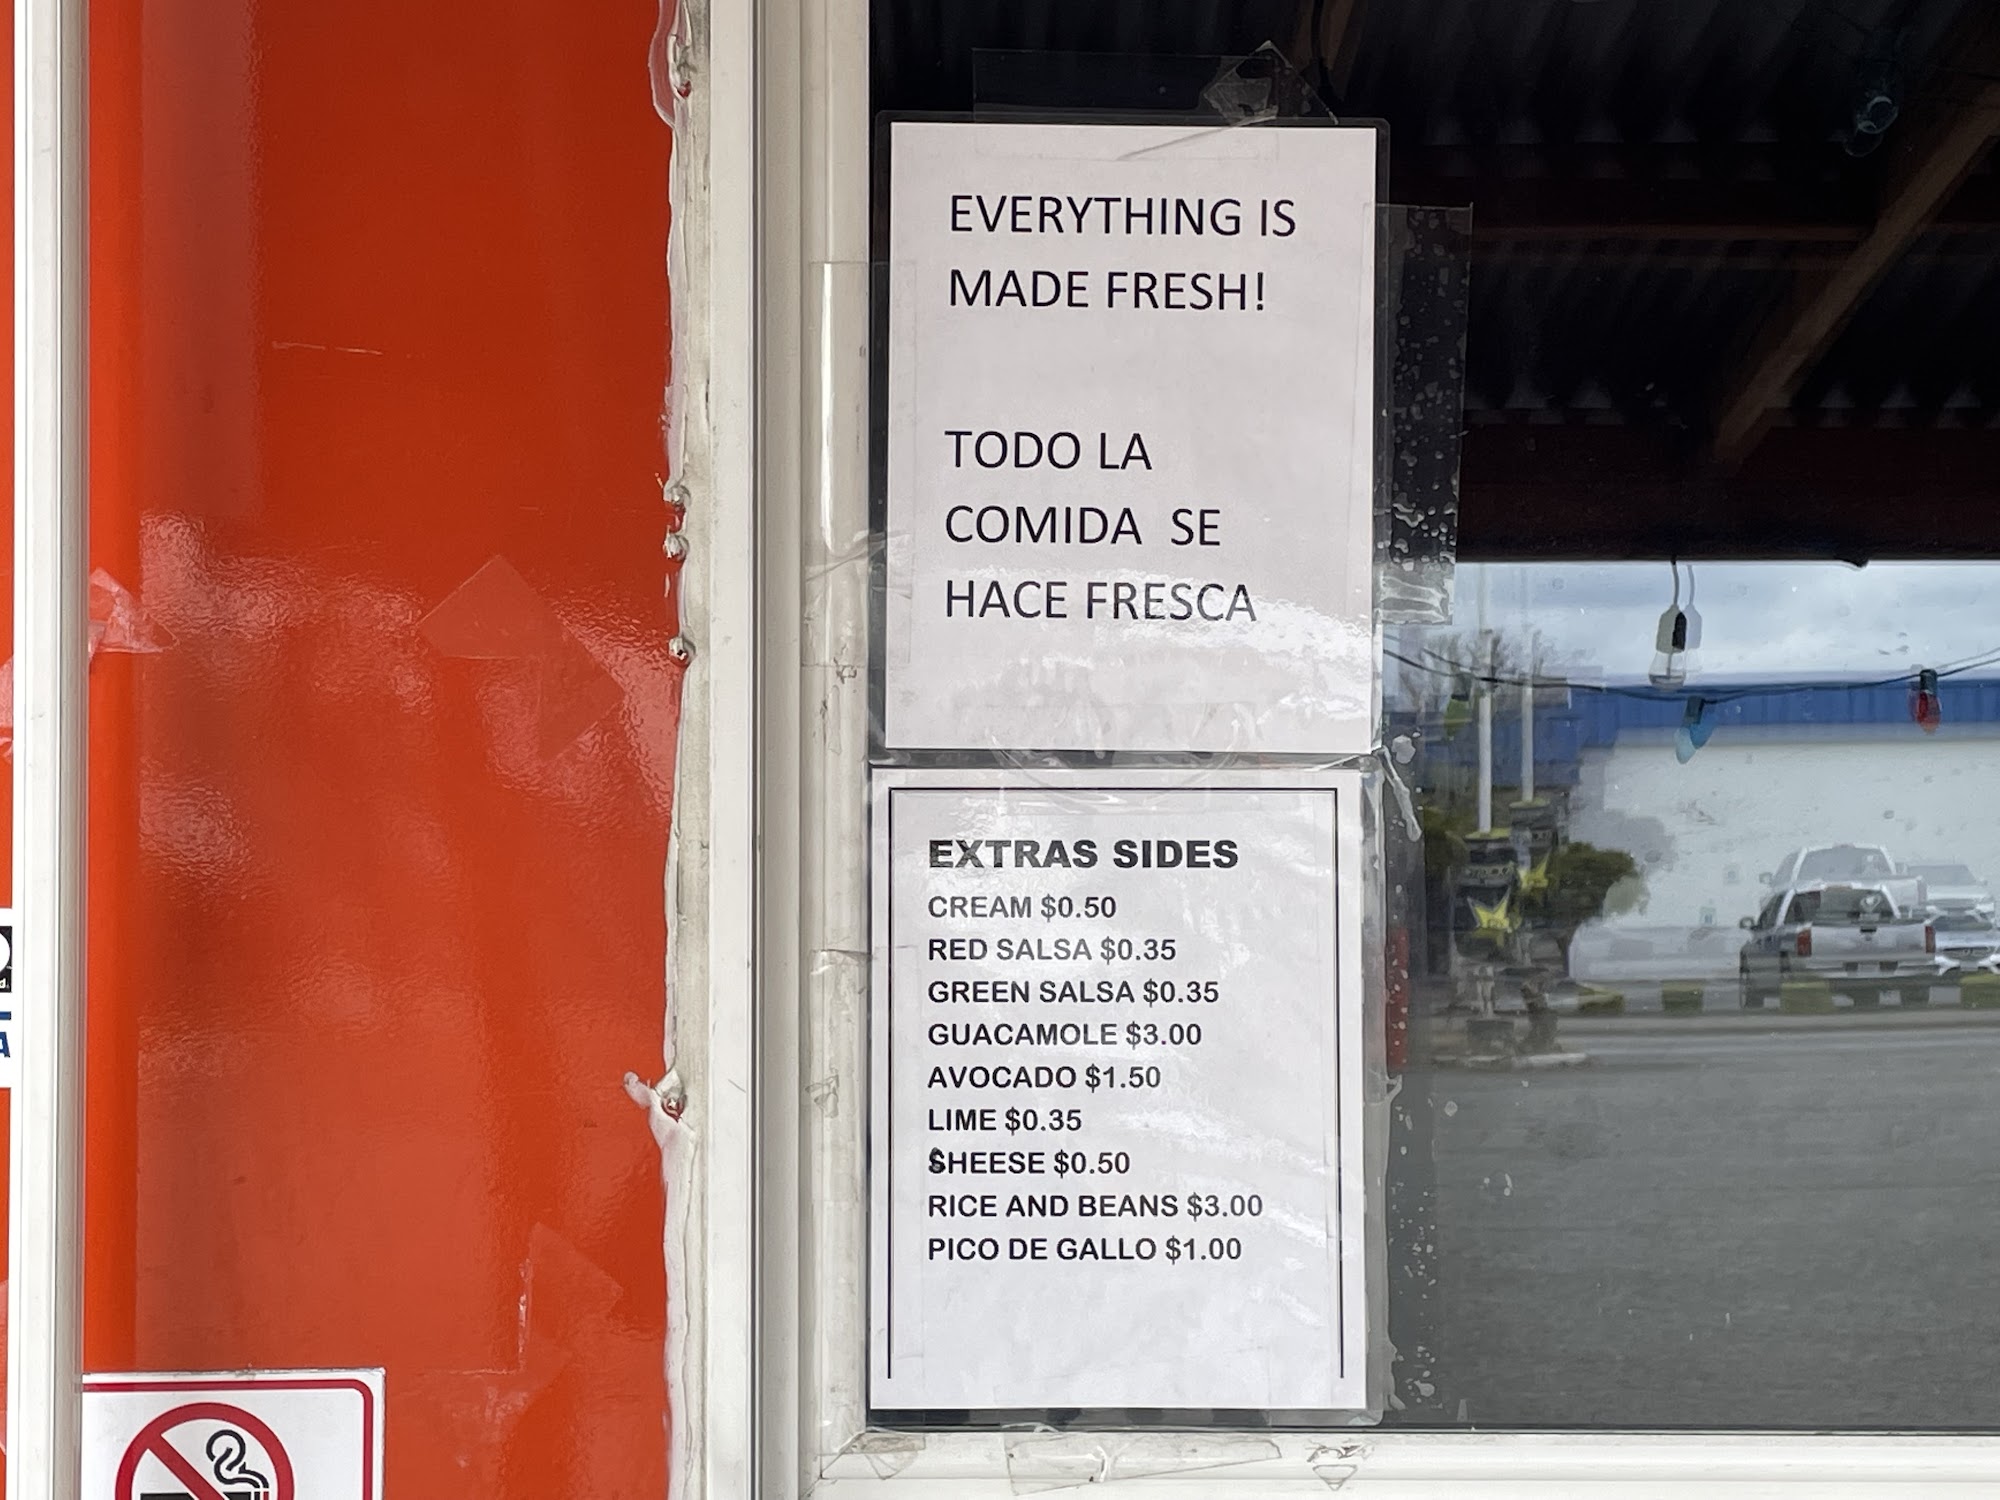 EVERYTHING IS
MADE FRESH!
TODO LA
COMIDA SE
HACE FRESCA
EXTRAS SIDES
CREAM $0.50
RED SALSA $0.35
GREEN SALSA $0.35
GUACAMOLE $3.00
AVOCADO $1.50
LIME $0.35
SHEESE $0.50
RICE AND BEANS $3.00
PICO DE GALLO $1.00